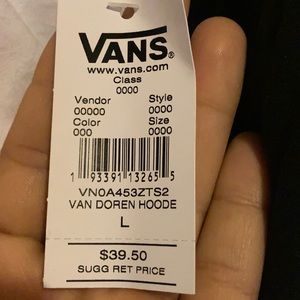 VANS®
www.vans.com
Class
0000
Vendor Style
00000 0000
Color Size
000 0000
1 93391 13265 5
VN0A453ZTS2
VAN DOREN HOODE
L
$39.50
SUGG RET PRICE